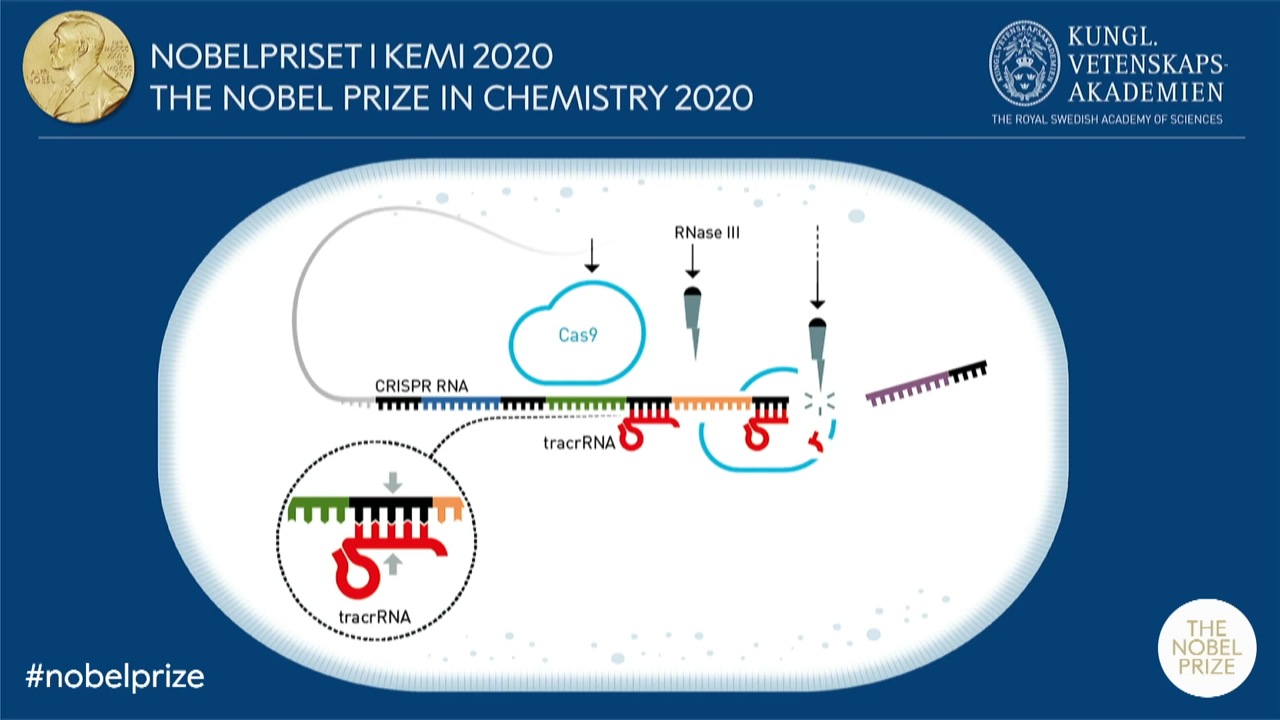 NOBELPRISET I KEMI 2020
THE NOBEL PRIZE IN CHEMISTRY 2020
KUNGL.
VETENSKAPS-
AKADEMIEN
THE ROYAL SWEDISH ACADEMY OF SCIENCES
RNase III
Cas9
CRISPR RNA
tracrRNA
tracrRNA
#nobelprize
THE
NOBEL
PRIZE